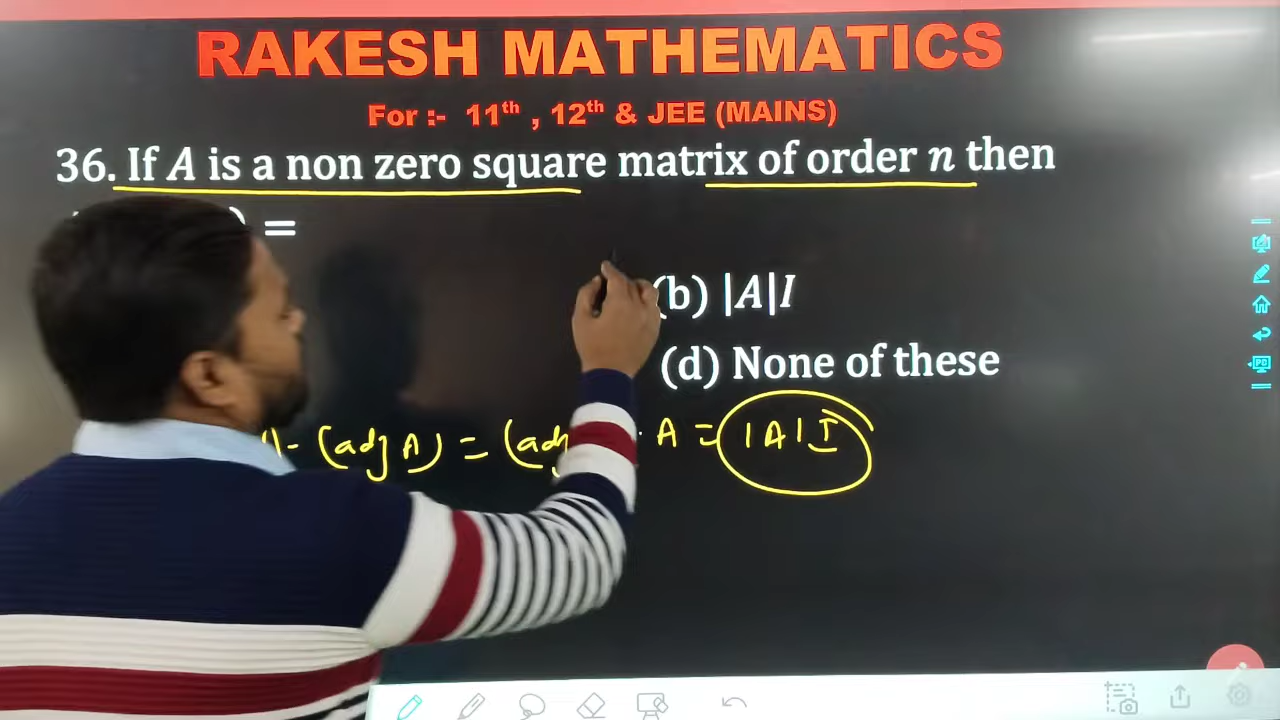 RAKESH MATHEMATICS
For :- 11th , 12th & JEE (MAINS)
36. If A is a non zero square matrix of order n then
) =
(b) |A|I
(d) None of these
(adj A) = (adj · A = |A| I